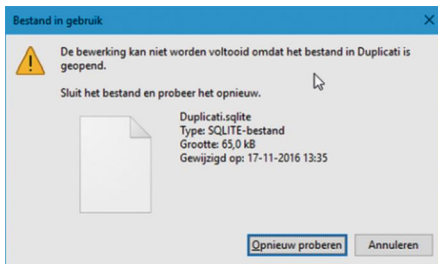 Bestand in gebruik
De bewerking kan niet worden voltooid omdat het bestand in Duplicati is
geopend.
Sluit het bestand en probeer het opnieuw.
Duplicati.sqlite
Type: SQLITE-bestand
Grootte: 65,0 kB
Gewijzigd op: 17-11-2016 13:35
Opnieuw proberen
Annuleren